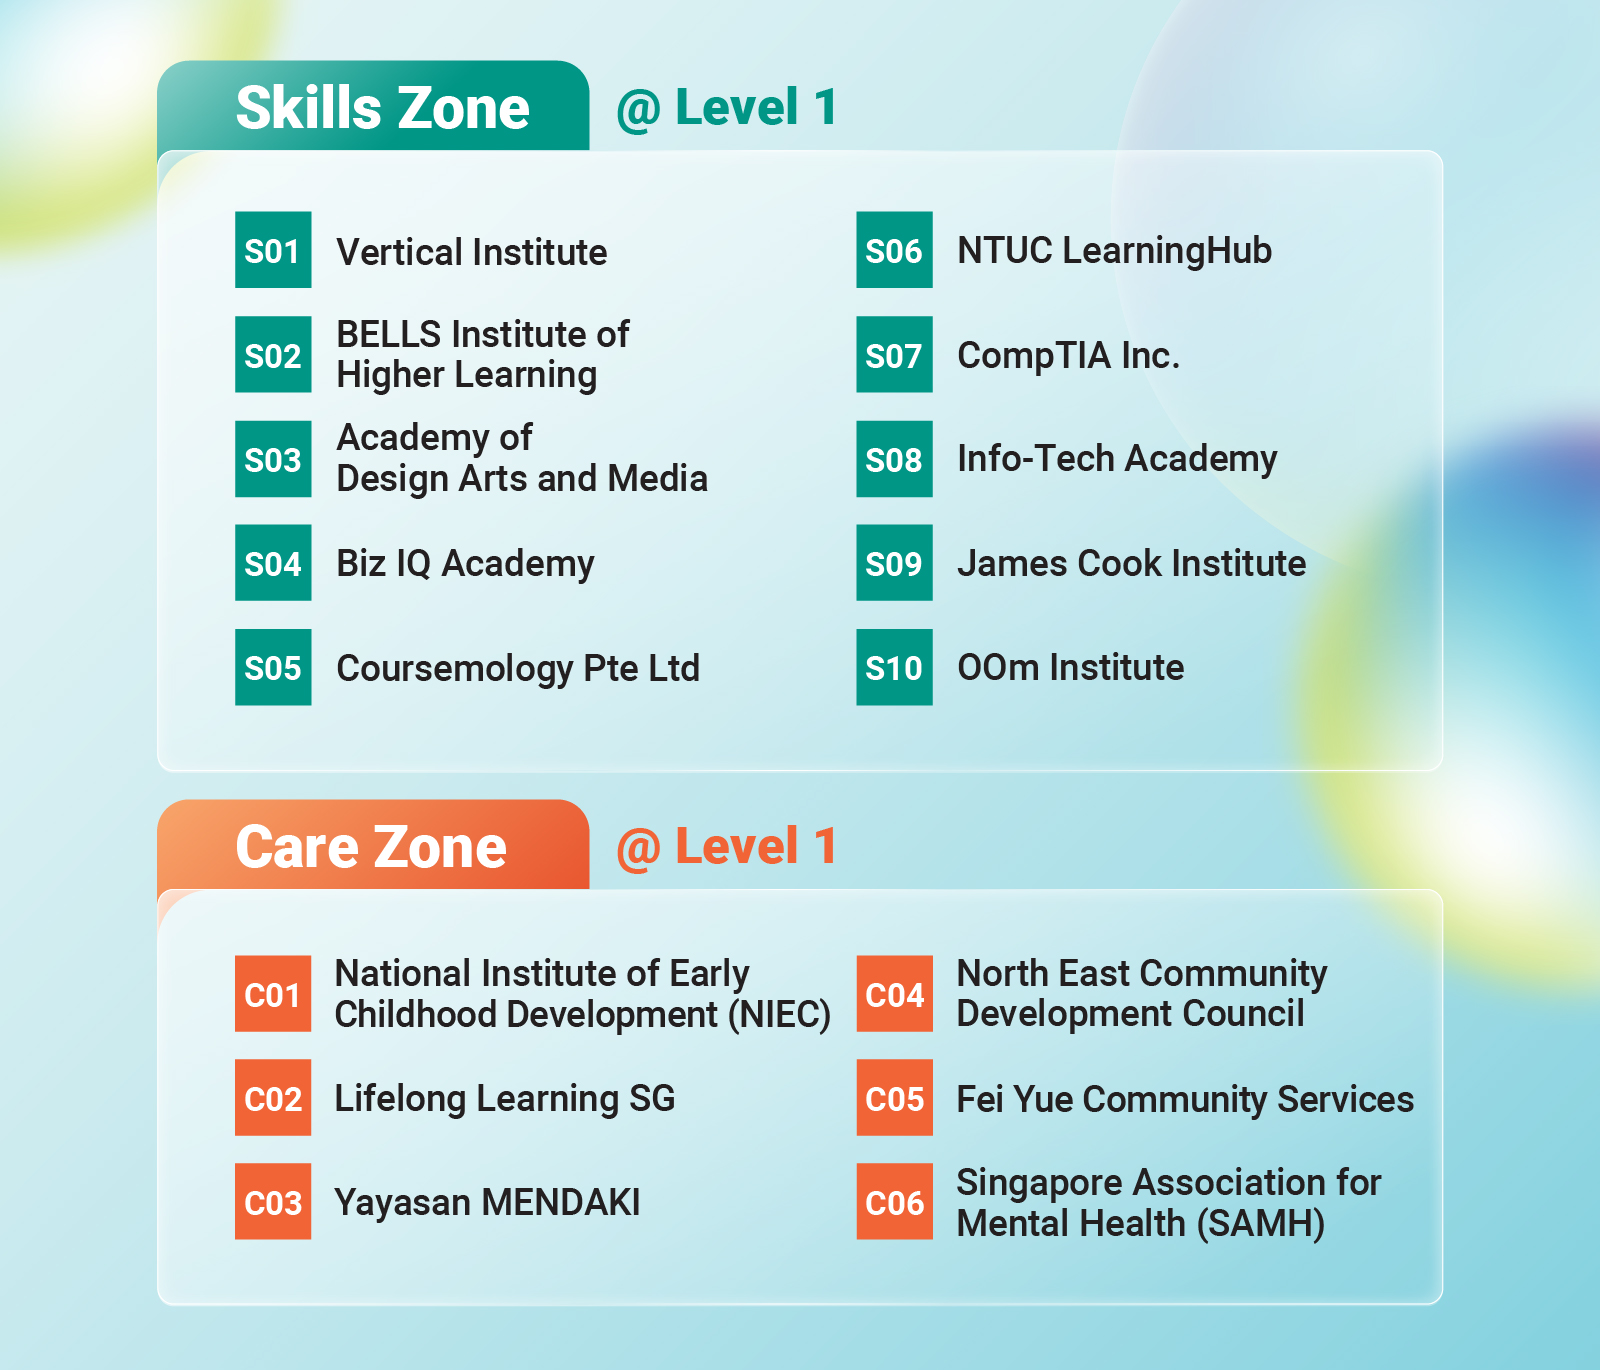 Skills Zone @ Level 1
S01 Vertical Institute
S02 BELLS Institute of
Higher Learning
S03 Academy of
Design Arts and Media
S04 Biz IQ Academy
S05 Coursemology Pte Ltd
S06 NTUC LearningHub
S07 CompTIA Inc.
S08 Info-Tech Academy
S09 James Cook Institute
S10 OOm Institute
Care Zone @ Level 1
C01 National Institute of Early
Childhood Development (NIEC)
C02 Lifelong Learning SG
C03 Yayasan MENDAKI
C04 North East Community
Development Council
C05 Fei Yue Community Services
C06 Singapore Association for
Mental Health (SAMH)